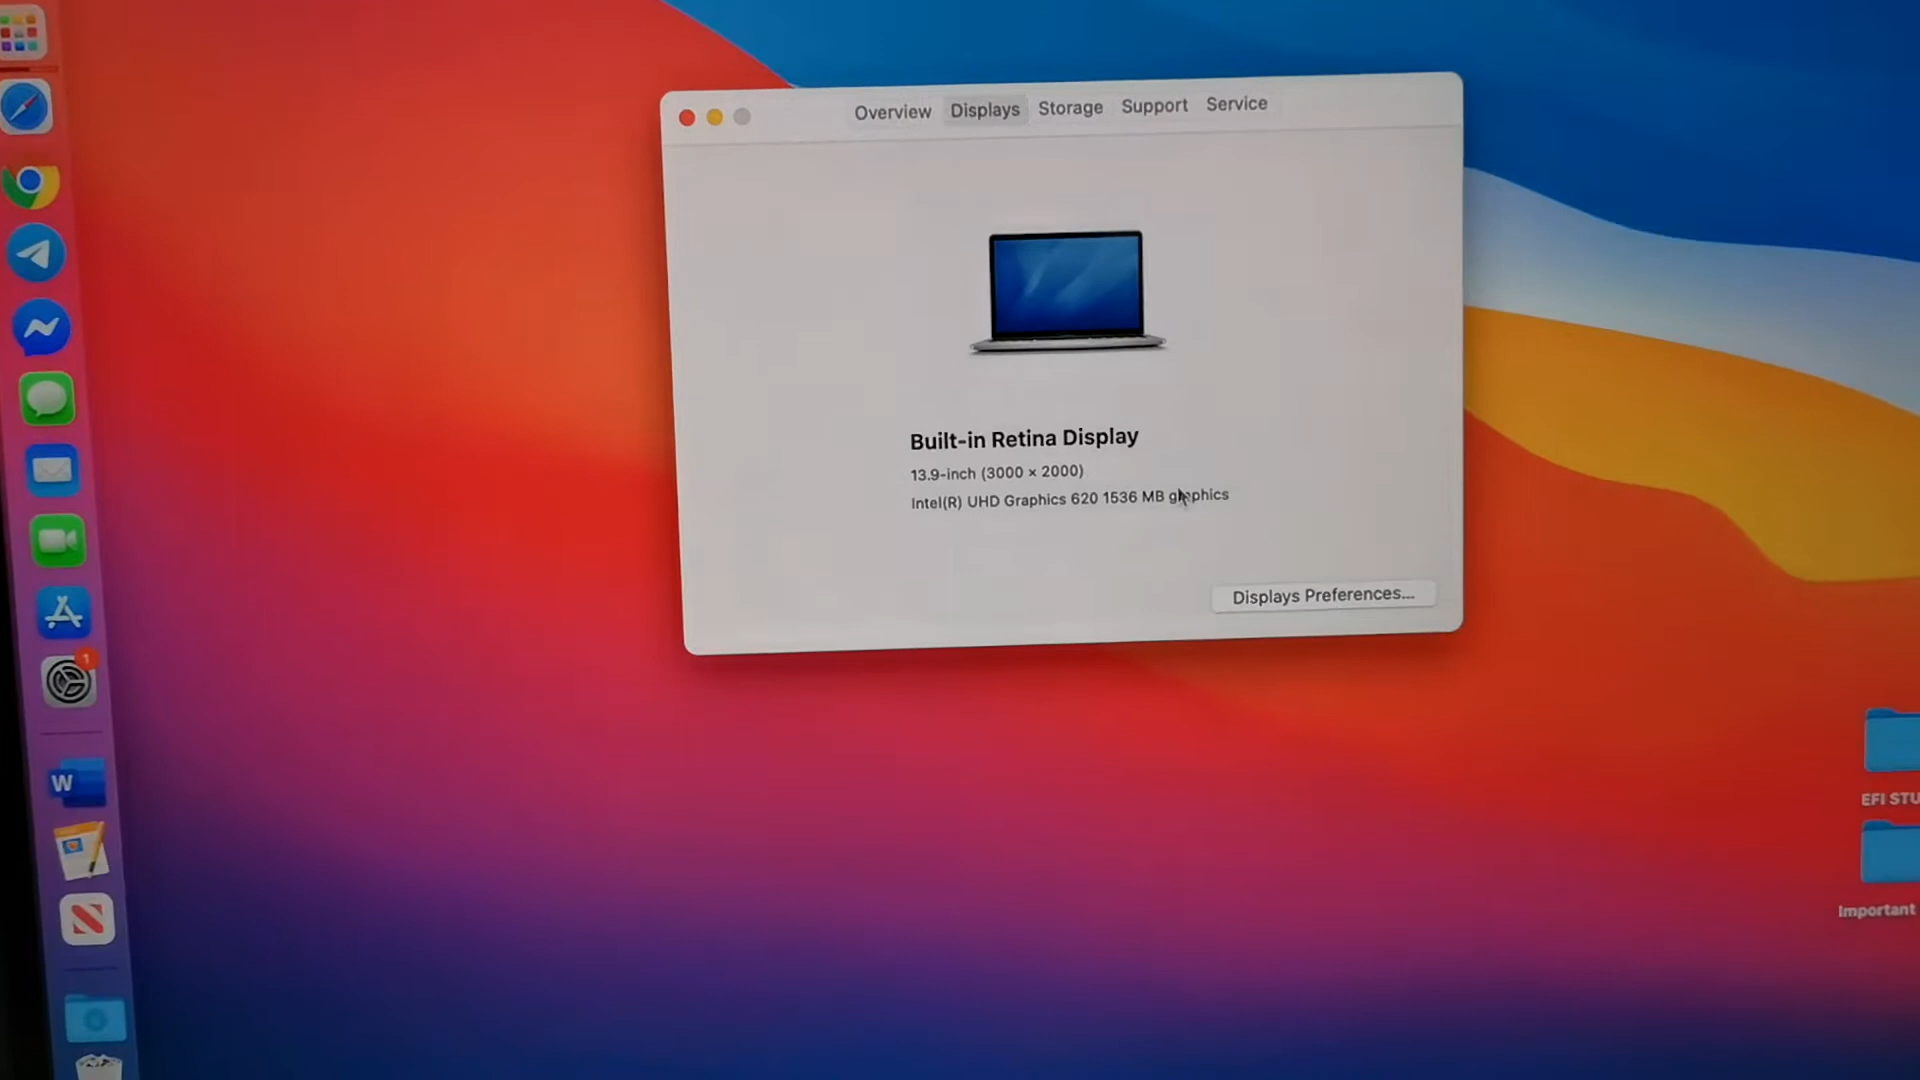 Overview Displays Storage Support Service
Built-in Retina Display
13.9-inch (3000 × 2000)
Intel(R) UHD Graphics 620 1536 MB graphics
Displays Preferences...
1
W
EFI STU
Important